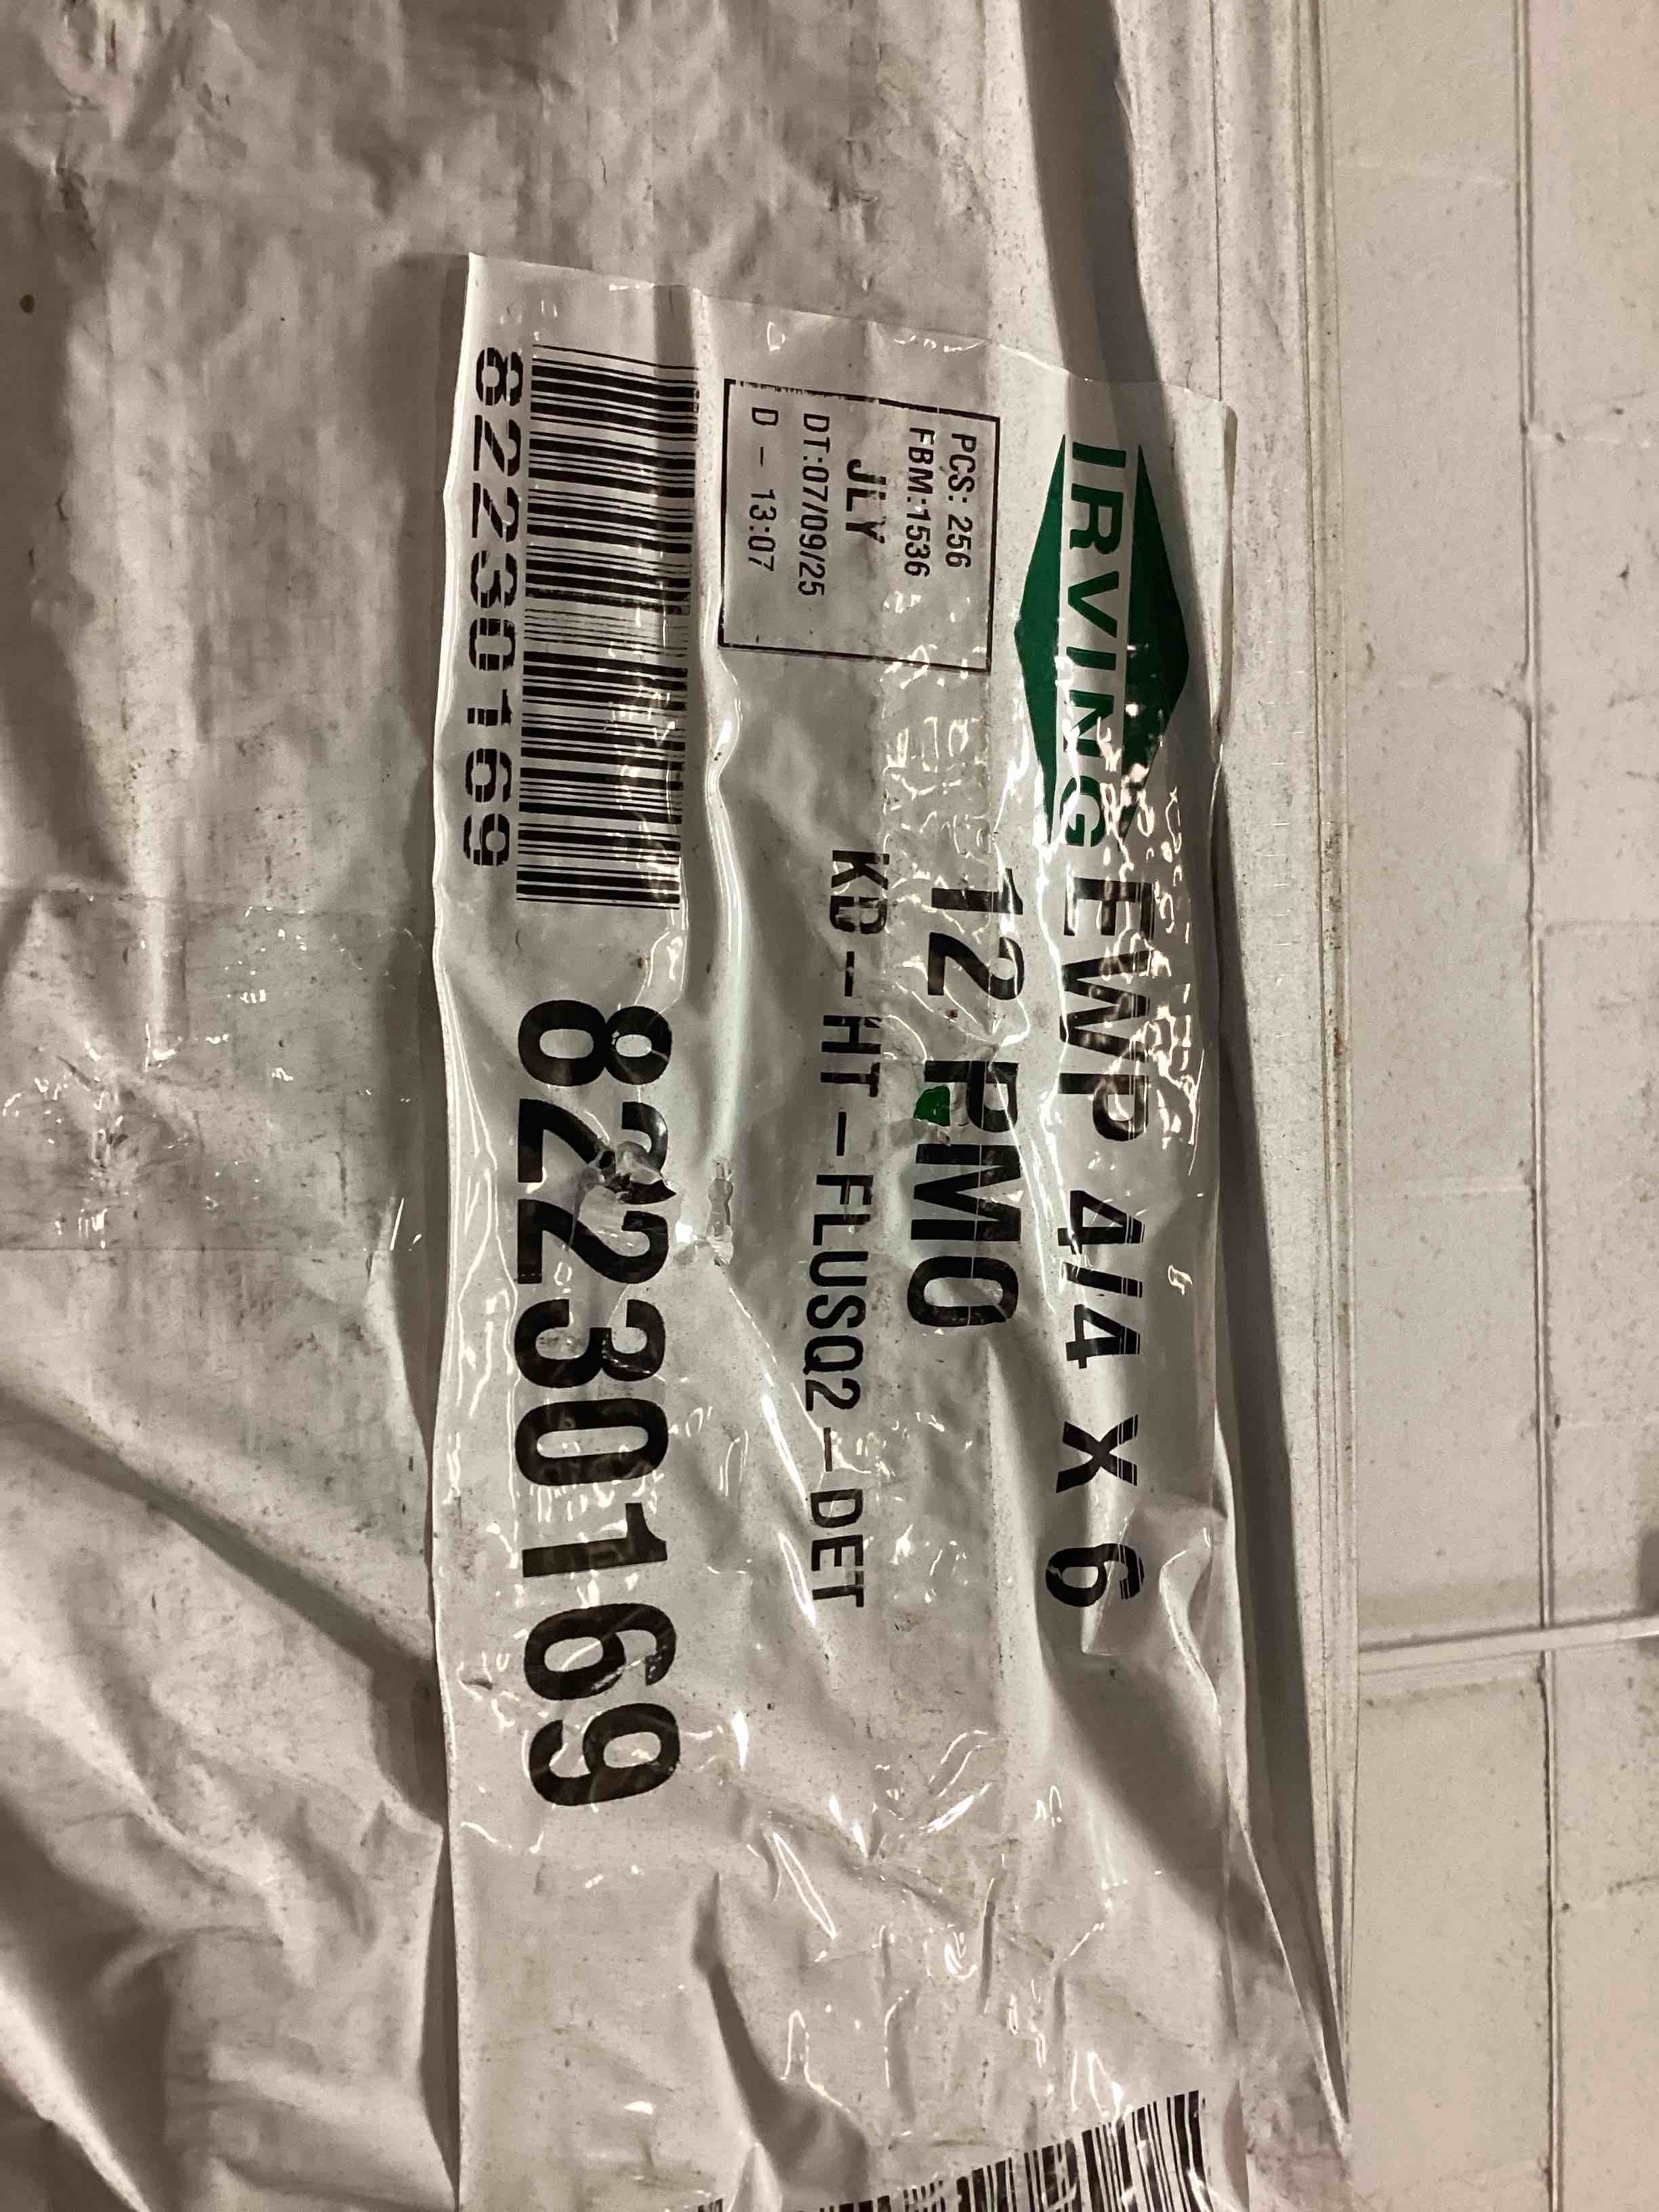 IRVING EWP 4/4 X 6
12 PMO
KD-HT-FLUSQ2-DET
PCS: 256
FBM:1536
JLY
DT:07/09/25
D - 13:07
82230169
82230169